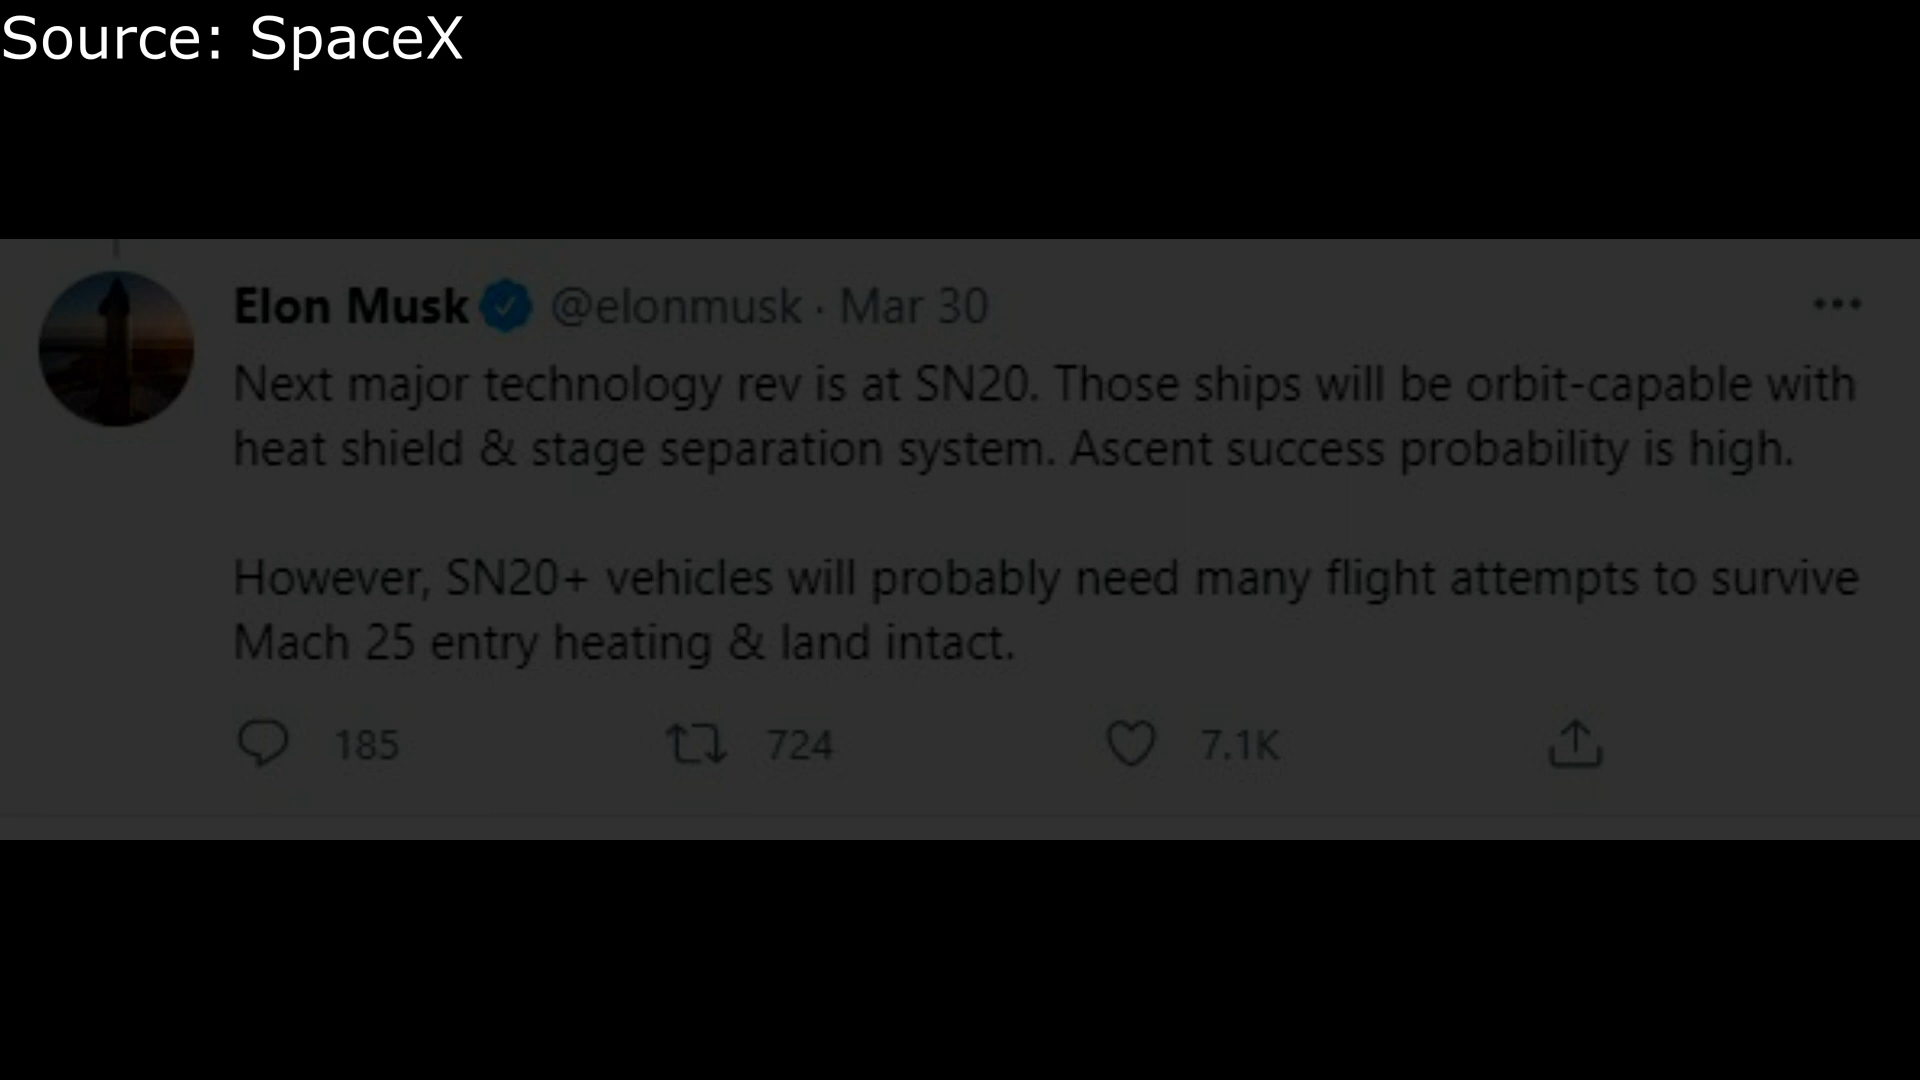 Source: SpaceX
Elon Musk @elonmusk · Mar 30
Next major technology rev is at SN20. Those ships will be orbit-capable with
heat shield & stage separation system. Ascent success probability is high.
However, SN20+ vehicles will probably need many flight attempts to survive
Mach 25 entry heating & land intact.
185 724 7.1K